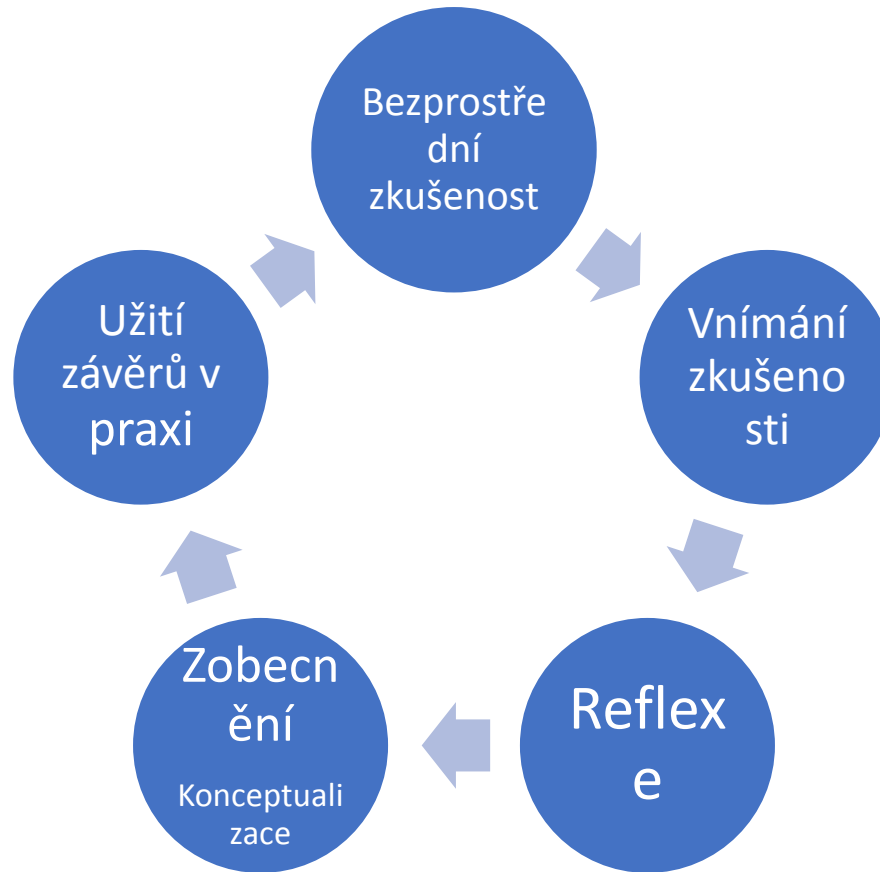 Bezprostře
dní
zkušenost
Vnímání
zkušeno
sti
Reflex
e
Zobecn
ění
Konceptuali
zace
Užití
závěrů v
praxi